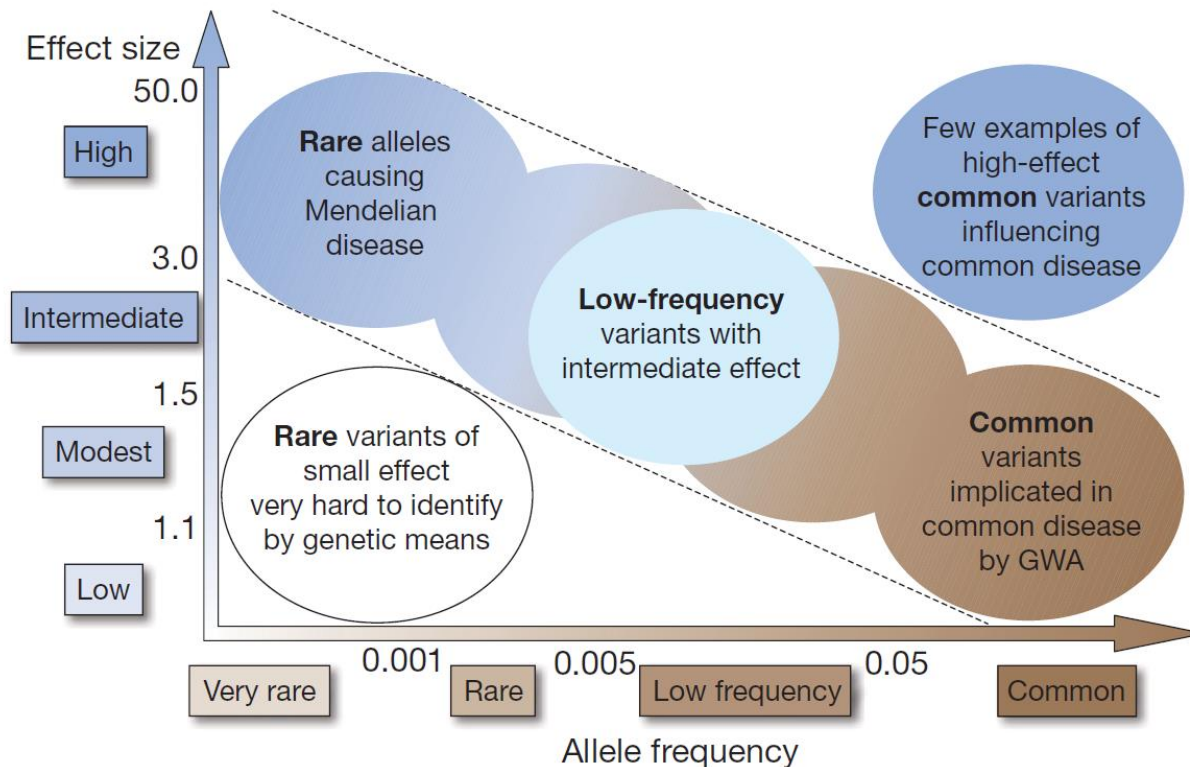 Effect size
50.0
High
3.0
Intermediate
1.5
Modest
1.1
Low
Rare alleles
causing
Mendelian
disease
Few examples of
high-effect
common variants
influencing
common disease
Low-frequency
variants with
intermediate effect
Rare variants of
small effect
very hard to identify
by genetic means
Common
variants
implicated in
common disease
by GWA
0.001
0.005
0.05
Very rare
Rare
Low frequency
Common
Allele frequency